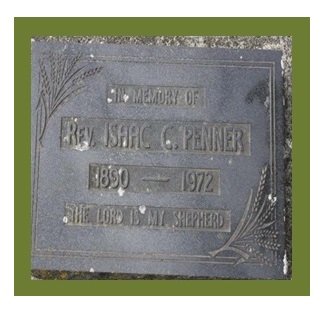 IN MEMORY OF
REV. ISAAC C. PENNER
1890 — 1972
THE LORD IS MY SHEPHERD